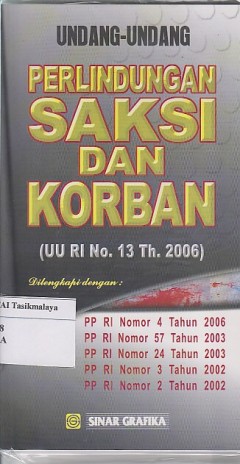 UNDANG-UNDANG
PERLINDUNGAN
SAKSI
DAN
KORBAN
(UU RI No. 13 Th. 2006)
Dilengkapi dengan :
AI Tasikmalaya
8
A
PP RI Nomor 4 Tahun 2006
PP RI Nomor 57 Tahun 2003
PP RI Nomor 24 Tahun 2003
PP RI Nomor 3 Tahun 2002
PP RI Nomor 2 Tahun 2002
SINAR GRAFIKA